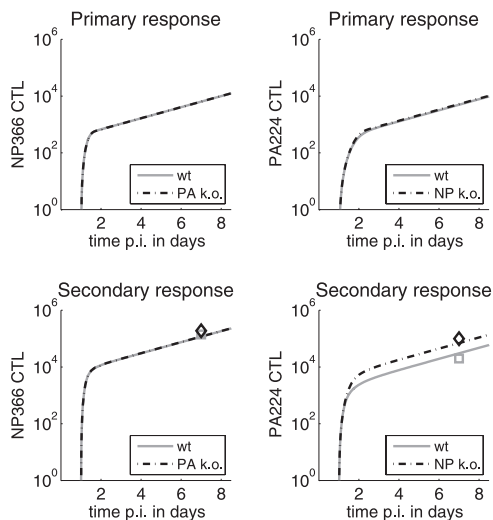 Primary response
10^6
10^4
10^2
10^0
NP366 CTL
wt
PA k.o.
2 4 6 8
time p.i. in days
Primary response
10^6
10^4
10^2
10^0
PA224 CTL
wt
NP k.o.
2 4 6 8
time p.i. in days
Secondary response
10^6
10^4
10^2
10^0
NP366 CTL
wt
PA k.o.
2 4 6 8
time p.i. in days
Secondary response
10^6
10^4
10^2
10^0
PA224 CTL
wt
NP k.o.
2 4 6 8
time p.i. in days